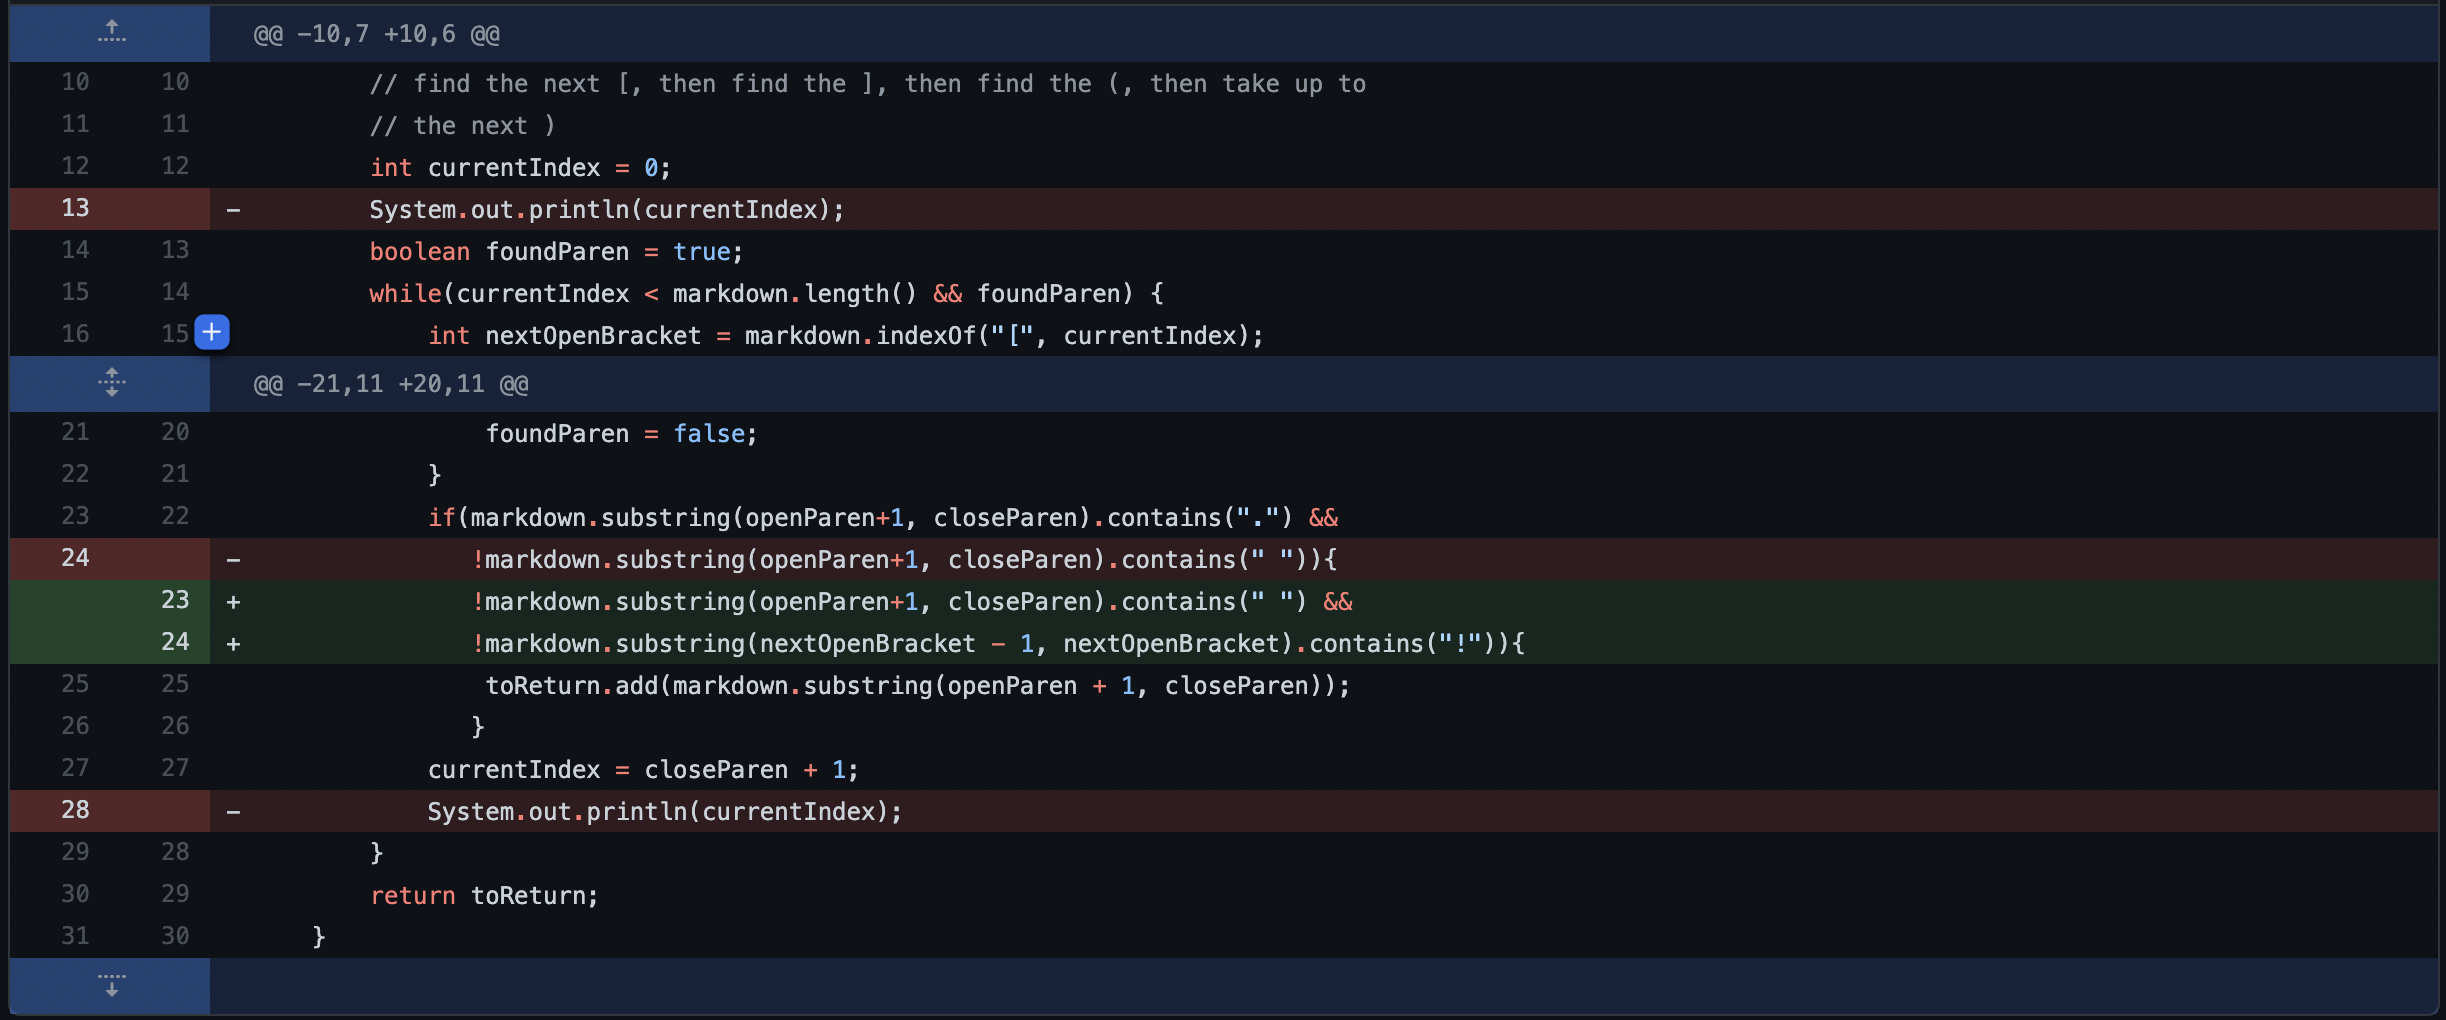 @@ -10,7 +10,6 @@
10 10 // find the next [, then find the ], then find the (, then take up to
11 11 // the next )
12 12 int currentIndex = 0;
13 - System.out.println(currentIndex);
14 13 boolean foundParen = true;
15 14 while(currentIndex < markdown.length() && foundParen) {
16 15 + int nextOpenBracket = markdown.indexOf("[", currentIndex);
@@ -21,11 +20,11 @@
21 20 foundParen = false;
22 21 }
23 22 if(markdown.substring(openParen+1, closeParen).contains(".") &&
24 - !markdown.substring(openParen+1, closeParen).contains(" ")){
23 + !markdown.substring(openParen+1, closeParen).contains(" ") &&
24 + !markdown.substring(nextOpenBracket - 1, nextOpenBracket).contains("!")){
25 25 toReturn.add(markdown.substring(openParen + 1, closeParen));
26 26 }
27 27 currentIndex = closeParen + 1;
28 - System.out.println(currentIndex);
29 28 }
30 29 return toReturn;
31 30 }